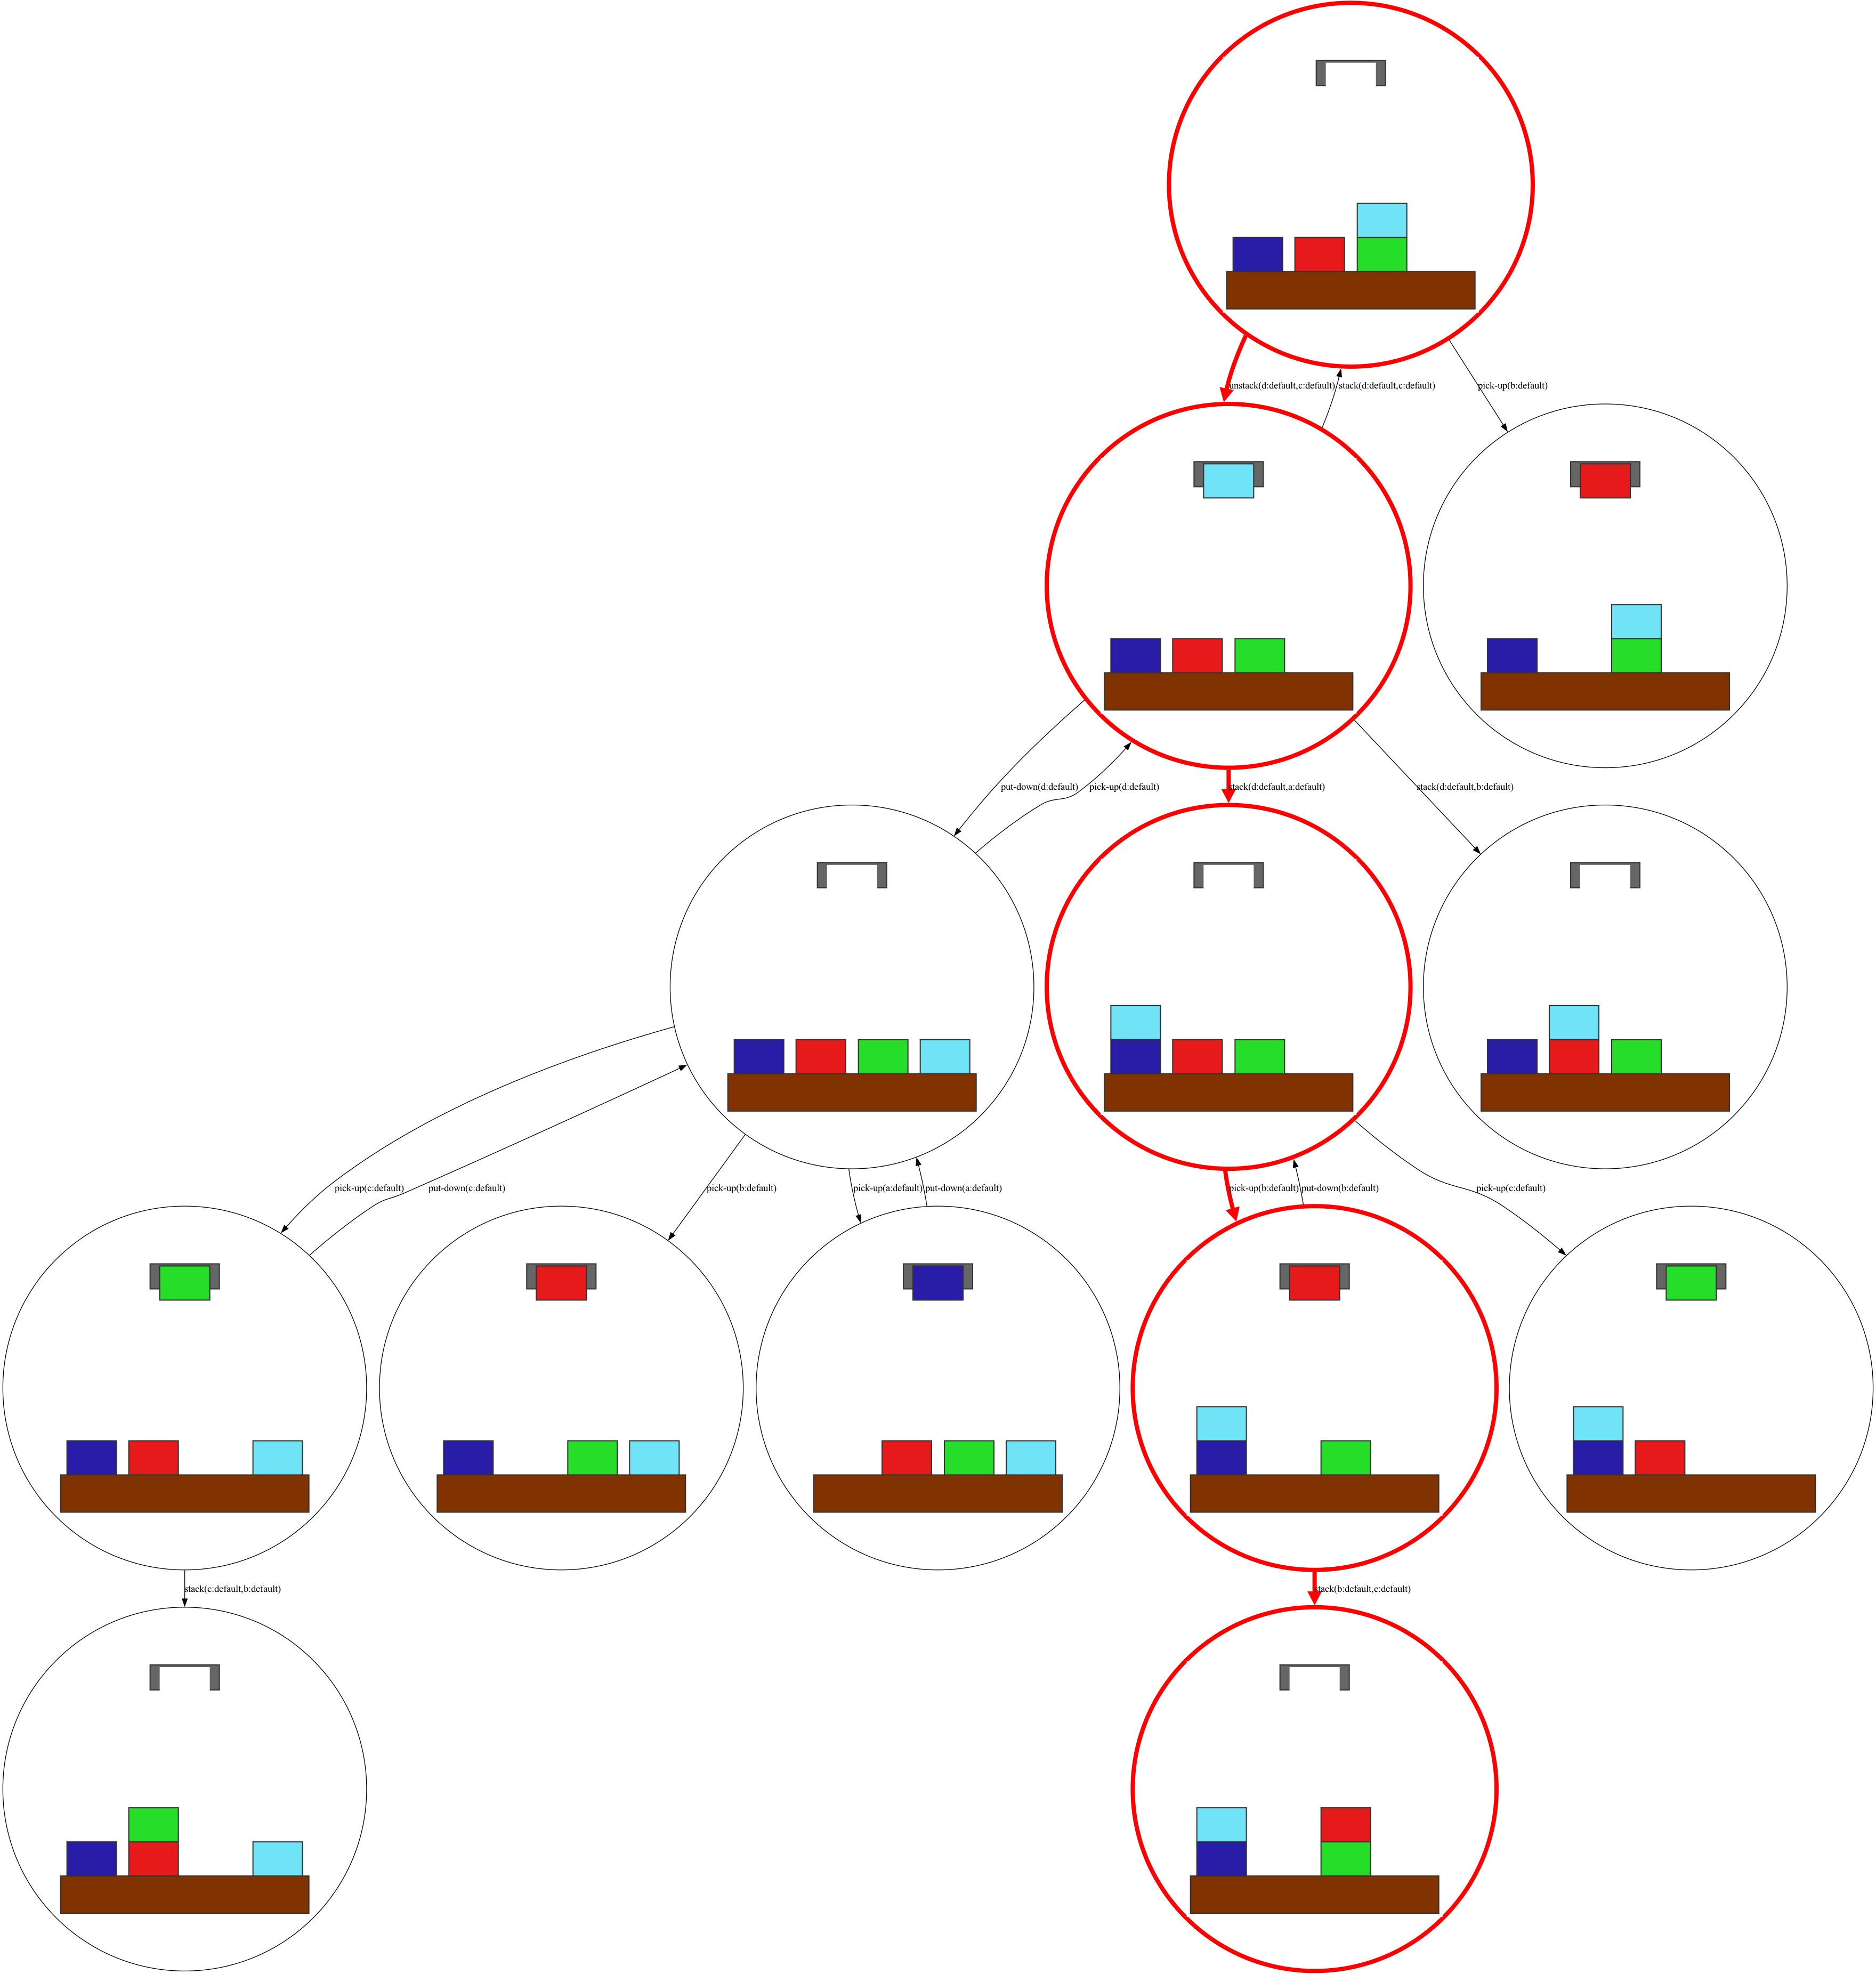 unstack(d:default,c:default)
stack(d:default,c:default)
pick-up(b:default)
put-down(d:default)
pick-up(d:default)
stack(d:default,a:default)
stack(d:default,b:default)
pick-up(c:default)
put-down(c:default)
pick-up(b:default)
pick-up(a:default)
put-down(a:default)
pick-up(b:default)
put-down(b:default)
pick-up(c:default)
stack(c:default,b:default)
stack(b:default,c:default)